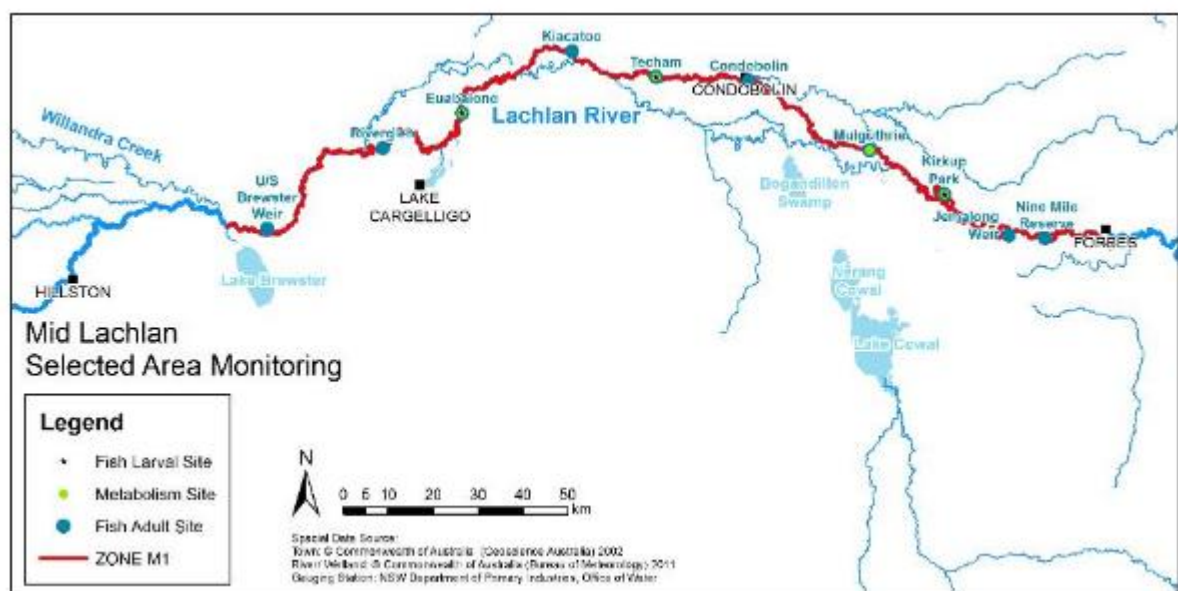 Kiacatoo
Techam
Condobolin
CONDOBOLIN
Euabalong
Lachlan River
Willandra Creek
Mulguthrie
Kirkup
Park
U/S
Brewster
Weir
LAKE
CARGELLIGO
Bogandillon
Swamp
Jemalong
Weir
Nine Mile
Reserve
FORBES
HILLSTON
Lake Brewster
Nerang
Cowal
Lake Cowal
Mid Lachlan
Selected Area Monitoring
Legend
Fish Larval Site
Metabolism Site
Fish Adult Site
ZONE M1
N
0 5 10 20 30 40 50
km
Spacial Data Source:
Town: © Commonwealth of Australia (Geoscience Australia) 2002
River/Wetland: © Commonwealth of Australia (Bureau of Meteorology) 2011
Gauging Station: NSW Department of Primary Industries, Office of Water